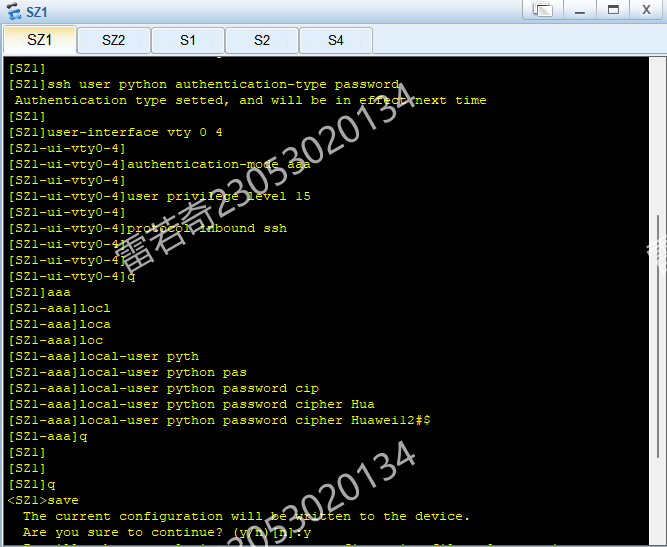 SZ1
SZ1 SZ2 S1 S2 S4
[SZ1]
[SZ1]ssh user python authentication-type password
Authentication type setted, and will be in effect next time
[SZ1]
[SZ1]user-interface vty 0 4
[SZ1-ui-vty0-4]
[SZ1-ui-vty0-4]authentication-mode aaa
[SZ1-ui-vty0-4]
[SZ1-ui-vty0-4]user privilege level 15
[SZ1-ui-vty0-4]
[SZ1-ui-vty0-4]protocol inbound ssh
[SZ1-ui-vty0-4]
[SZ1-ui-vty0-4]
[SZ1-ui-vty0-4]q
[SZ1]aaa
[SZ1-aaa]locl
[SZ1-aaa]loca
[SZ1-aaa]loc
[SZ1-aaa]local-user pyth
[SZ1-aaa]local-user python pas
[SZ1-aaa]local-user python password cip
[SZ1-aaa]local-user python password cipher Hua
[SZ1-aaa]local-user python password cipher Huawei12#$
[SZ1-aaa]q
[SZ1]
[SZ1]
[SZ1]q
<SZ1>save
The current configuration will be written to the device.
Are you sure to continue? (y/n)[n]:y
雷若奇23053020134
2053020134
雷